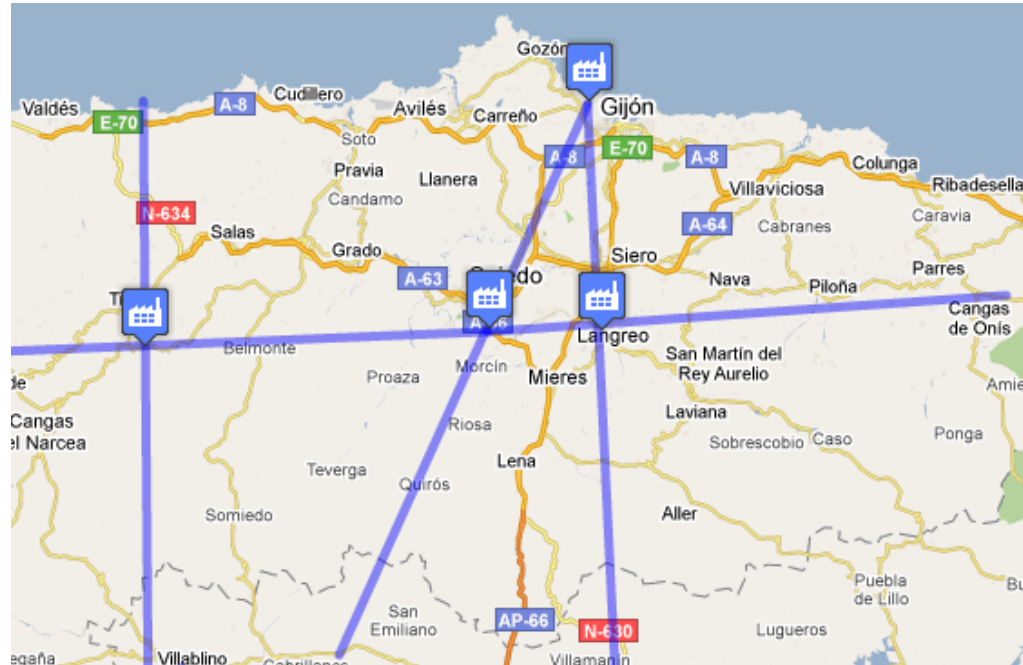 Gozón
Valdés
E-70
A-8
Avilés
Carreño
Gijón
Soto
A-8
E-70
A-8
Colunga
Pravia
Llanera
Candamo
Villaviciosa
Ribadesella
N-634
Salas
Grado
A-64
Cabranes
Caravia
A-63
Siero
Nava
Piloña
Parres
Belmonte
Langreo
Cangas
de Onís
Morcín
Proaza
Mieres
San Martín del
Rey Aurelio
Cangas
Laviana
Riosa
Sobrescobio
Caso
Ponga
Teverga
Quirós
Lena
Somiedo
Aller
San
Emiliano
AP-66
N-630
Lugueros
Puebla
de Lillo
Villablino